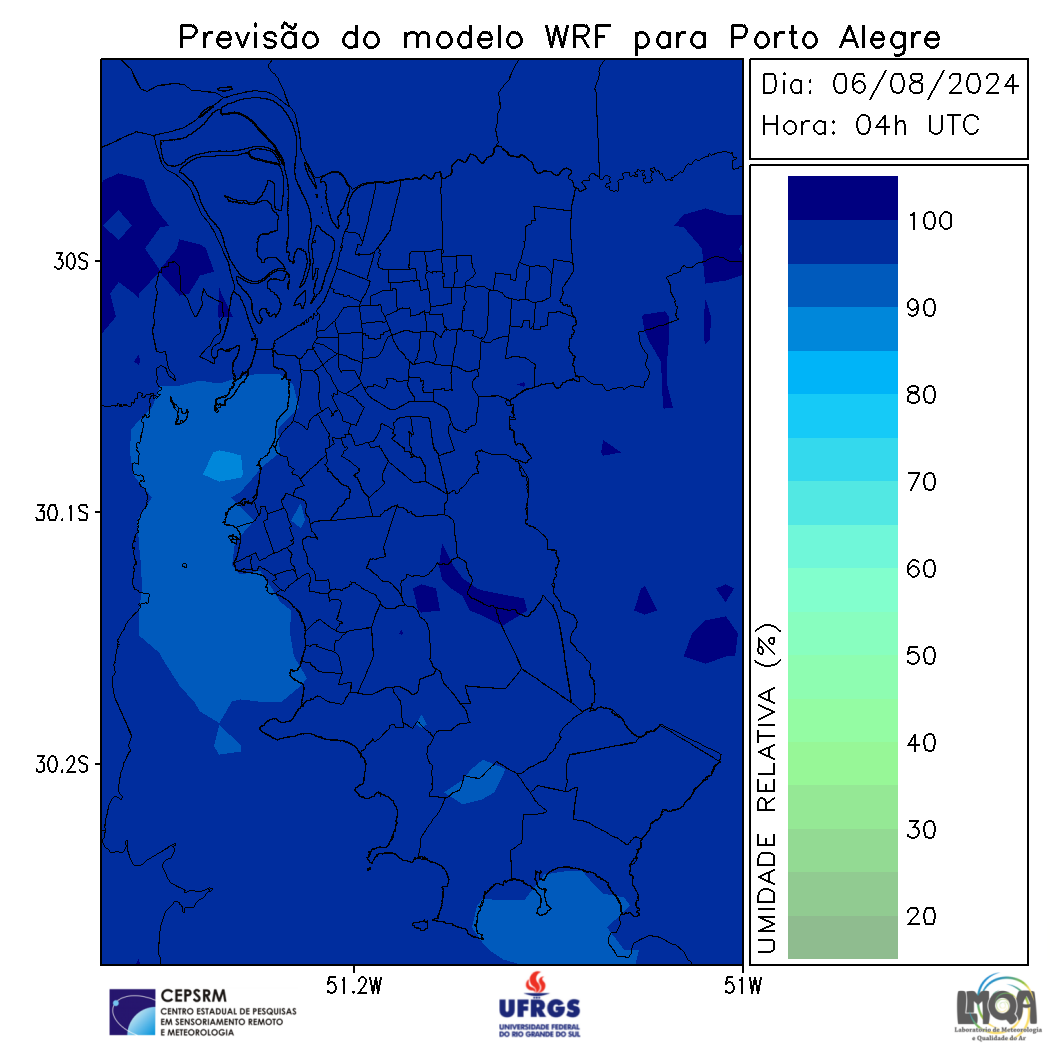 Previsão do modelo WRF para Porto Alegre
Dia: 06/08/2024
Hora: 04h UTC
100
90
80
70
60
50
40
30
20
UMIDADE RELATIVA (%)
30S
30.1S
30.2S
51.2W
51W
CEPSRM
CENTRO ESTADUAL DE PESQUISAS
EM SENSORIAMENTO REMOTO
E METEOROLOGIA
UFRGS
UNIVERSIDADE FEDERAL
DO RIO GRANDE DO SUL
LMQA
Laboratório de Meteorologia
e Qualidade do Ar